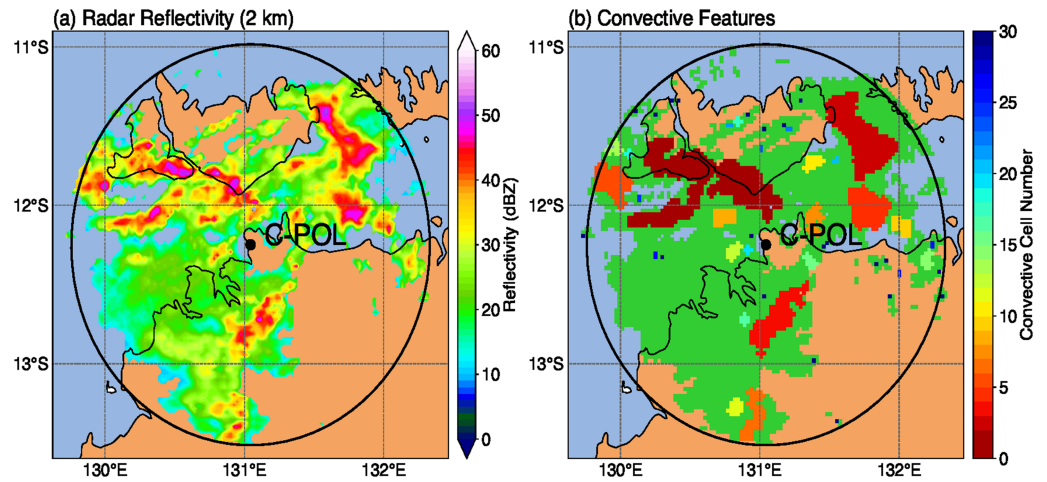 (a) Radar Reflectivity (2 km)
11°S
12°S
13°S
130°E
131°E
132°E
C-POL
60
50
40
30
20
10
0
Reflectivity (dBZ)
(b) Convective Features
11°S
12°S
13°S
130°E
131°E
132°E
C-POL
30
25
20
15
10
5
0
Convective Cell Number